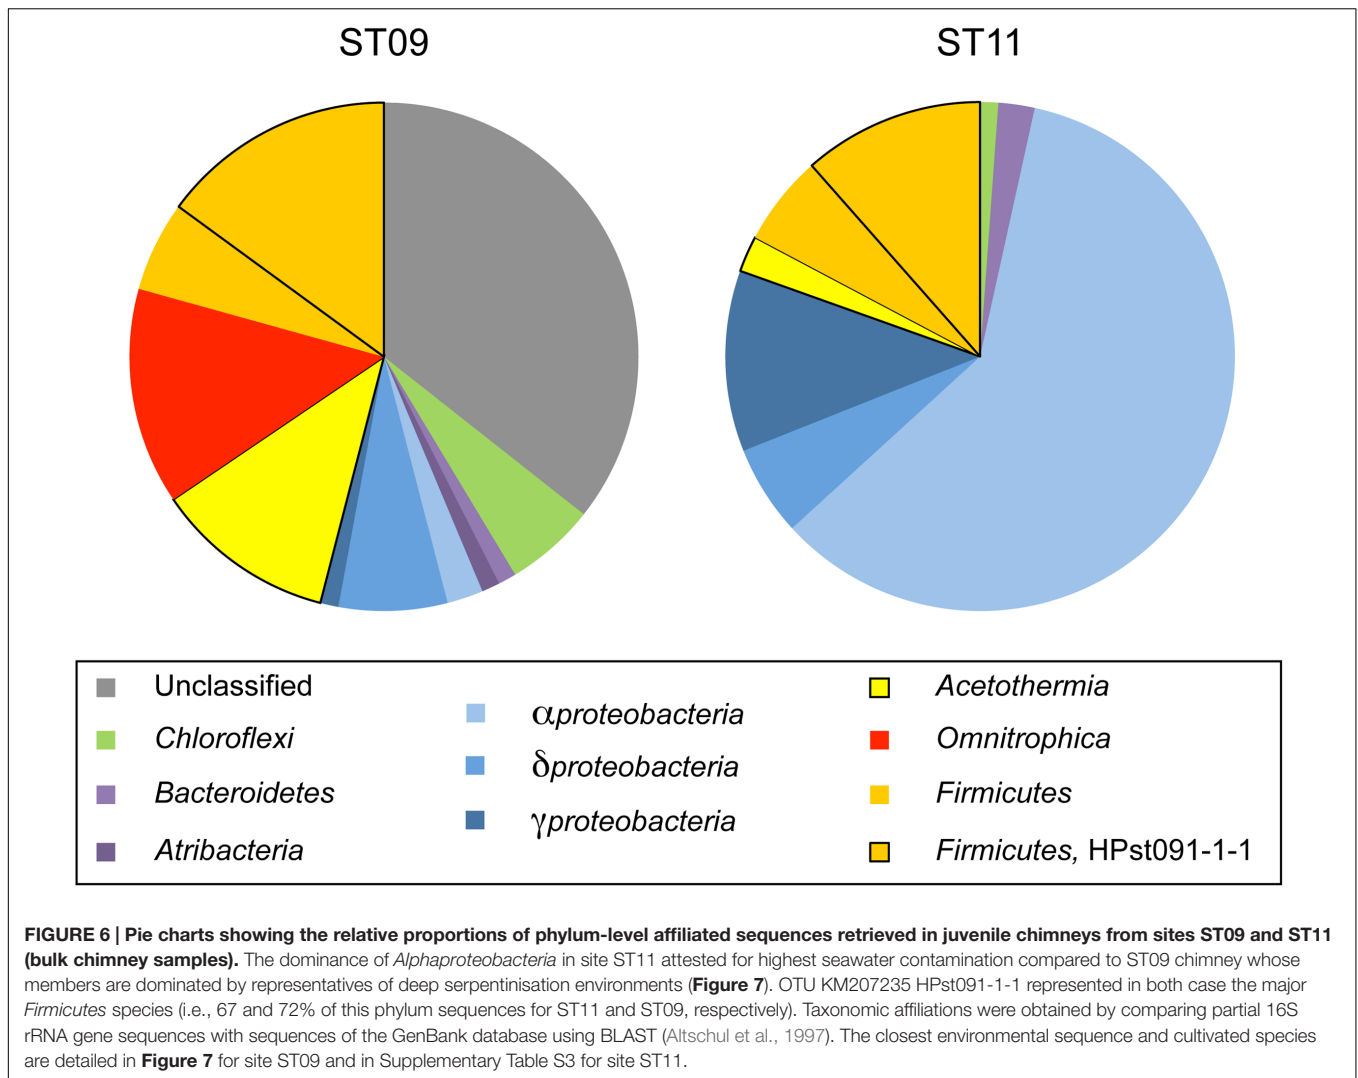 ST09
ST11
Unclassified
Chloroflexi
Bacteroidetes
Atribacteria
αproteobacteria
δproteobacteria
γproteobacteria
Acetothermia
Omnitrophica
Firmicutes
Firmicutes, HPst091-1-1
FIGURE 6 | Pie charts showing the relative proportions of phylum-level affiliated sequences retrieved in juvenile chimneys from sites ST09 and ST11
(bulk chimney samples). The dominance of Alphaproteobacteria in site ST11 attested for highest seawater contamination compared to ST09 chimney whose
members are dominated by representatives of deep serpentinisation environments (Figure 7). OTU KM207235 HPst091-1-1 represented in both case the major
Firmicutes species (i.e., 67 and 72% of this phylum sequences for ST11 and ST09, respectively). Taxonomic affiliations were obtained by comparing partial 16S
rRNA gene sequences with sequences of the GenBank database using BLAST (Altschul et al., 1997). The closest environmental sequence and cultivated species
are detailed in Figure 7 for site ST09 and in Supplementary Table S3 for site ST11.